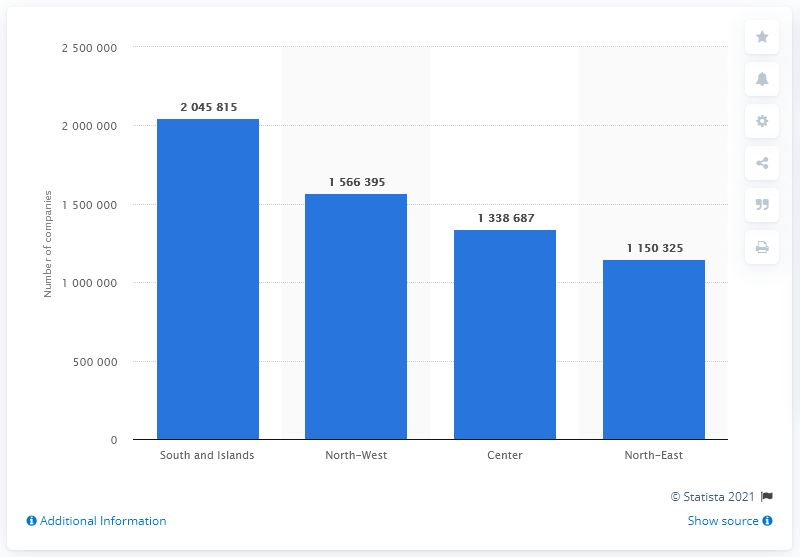 2 500 000
2 000 000
1 500 000
1 000 000
500 000
0
Number of companies
2 045 815
1 566 395
1 338 687
1 150 325
South and Islands
North-West
Center
North-East
© Statista 2021
Additional Information
Show source